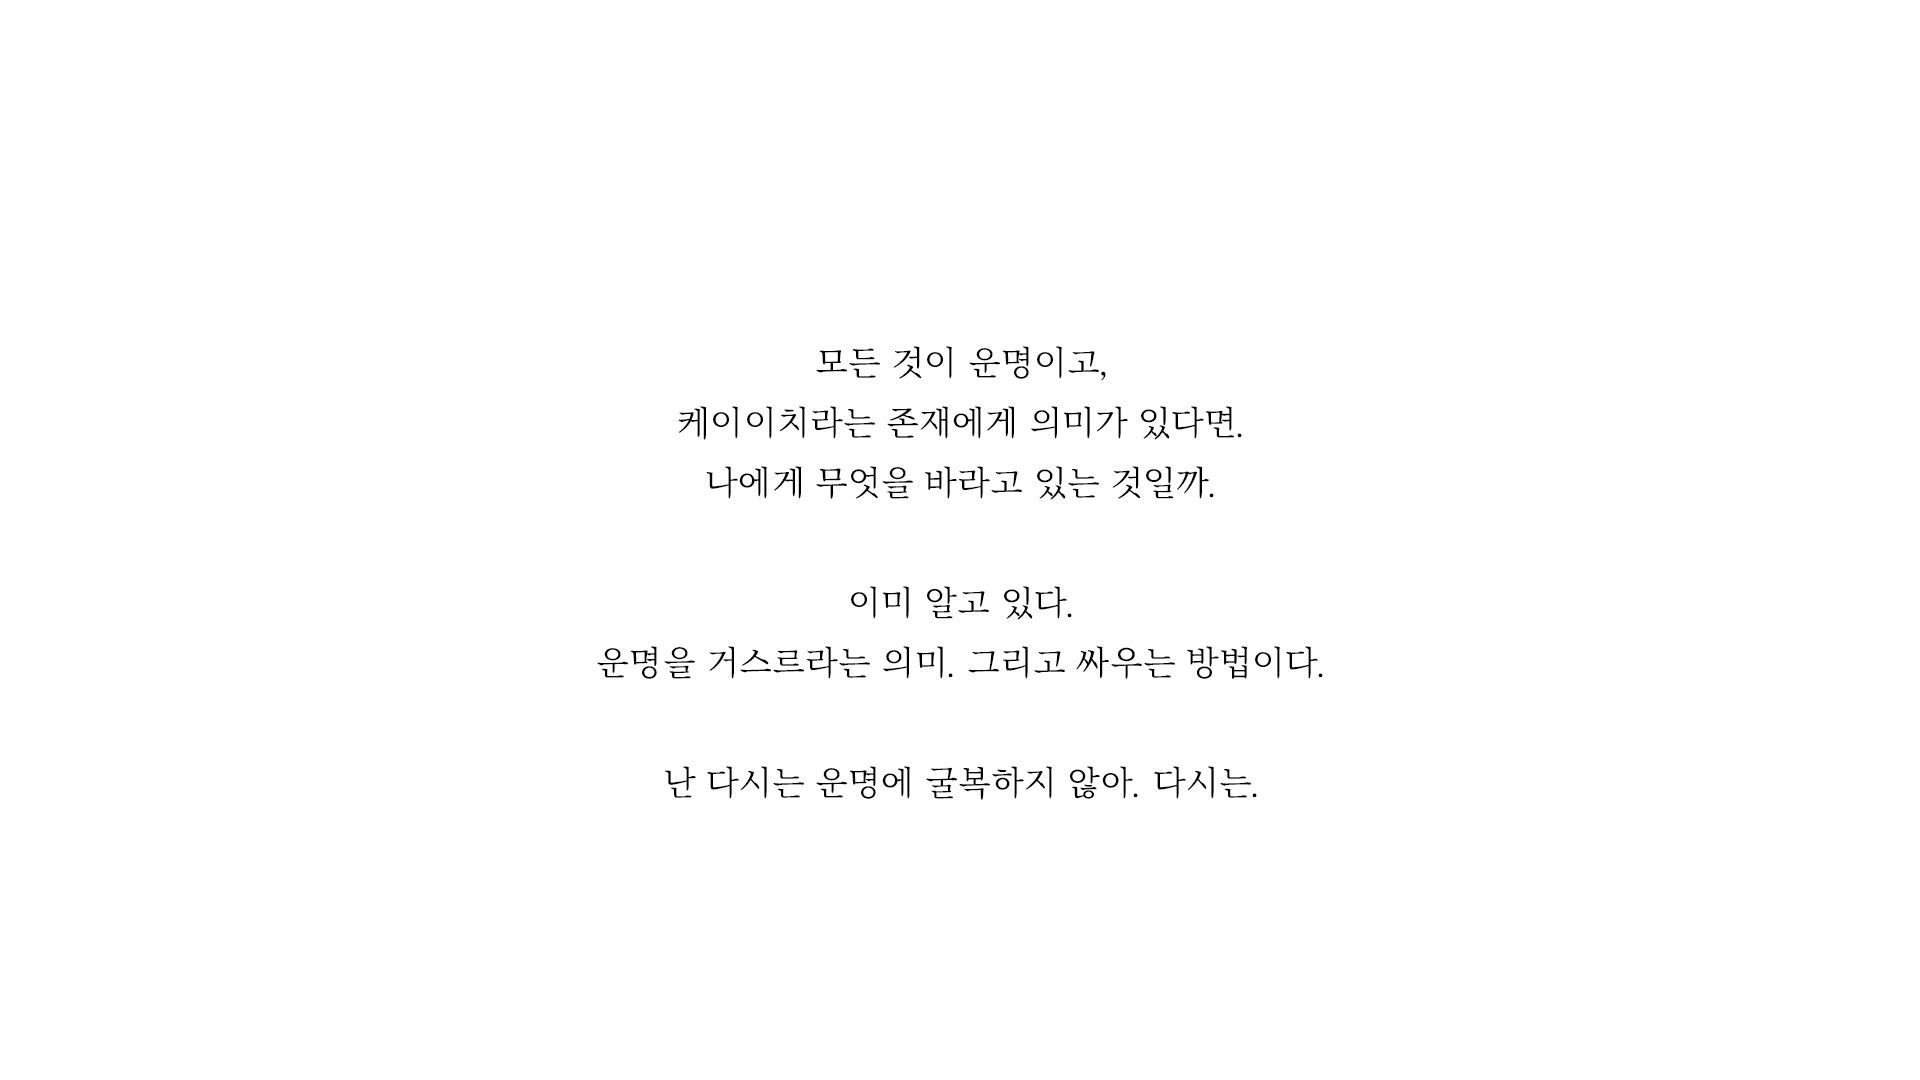 모든 것이 운명이고,
케이이치라는 존재에게 의미가 있다면.
나에게 무엇을 바라고 있는 것일까.
이미 알고 있다.
운명을 거스르라는 의미. 그리고 싸우는 방법이다.
난 다시는 운명에 굴복하지 않아. 다시는.